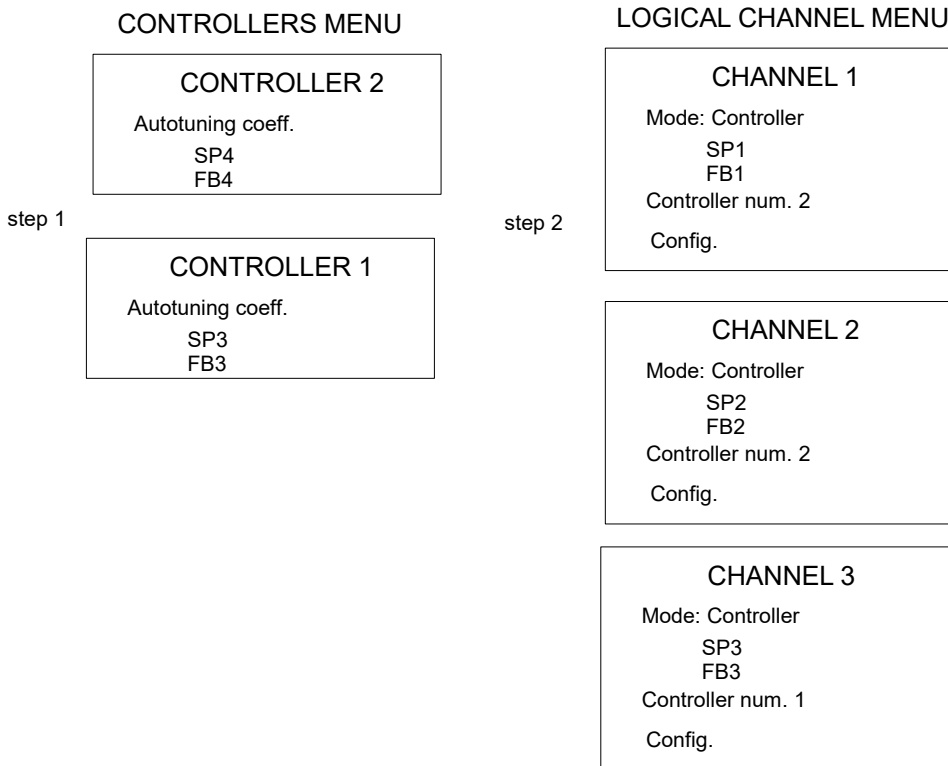 CONTROLLERS MENU
CONTROLLER 2
Autotuning coeff.
SP4
FB4
step 1
CONTROLLER 1
Autotuning coeff.
SP3
FB3
LOGICAL CHANNEL MENU
CHANNEL 1
Mode: Controller
SP1
FB1
Controller num. 2
Config.
step 2
CHANNEL 2
Mode: Controller
SP2
FB2
Controller num. 2
Config.
CHANNEL 3
Mode: Controller
SP3
FB3
Controller num. 1
Config.